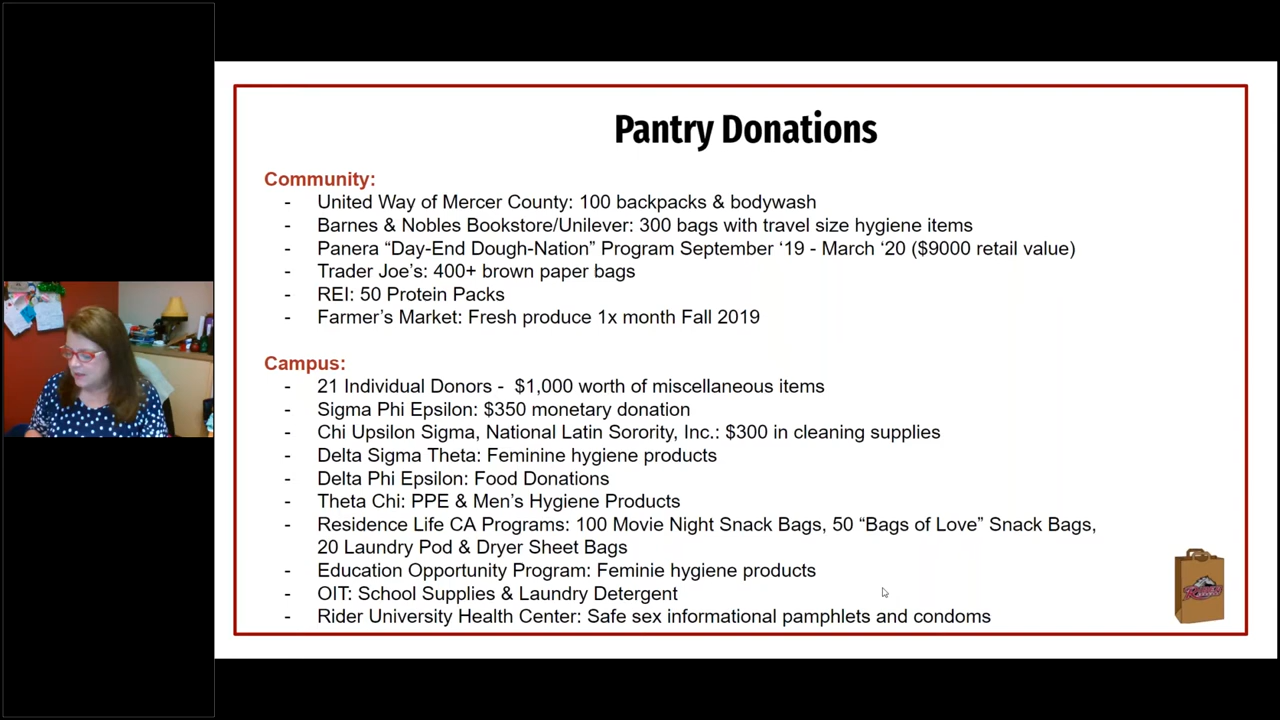 Pantry Donations
Community:
- United Way of Mercer County: 100 backpacks & bodywash
- Barnes & Nobles Bookstore/Unilever: 300 bags with travel size hygiene items
- Panera “Day-End Dough-Nation” Program September ‘19 - March ‘20 ($9000 retail value)
- Trader Joe’s: 400+ brown paper bags
- REI: 50 Protein Packs
- Farmer’s Market: Fresh produce 1x month Fall 2019
Campus:
- 21 Individual Donors - $1,000 worth of miscellaneous items
- Sigma Phi Epsilon: $350 monetary donation
- Chi Upsilon Sigma, National Latin Sorority, Inc.: $300 in cleaning supplies
- Delta Sigma Theta: Feminine hygiene products
- Delta Phi Epsilon: Food Donations
- Theta Chi: PPE & Men’s Hygiene Products
- Residence Life CA Programs: 100 Movie Night Snack Bags, 50 “Bags of Love” Snack Bags,
20 Laundry Pod & Dryer Sheet Bags
- Education Opportunity Program: Feminie hygiene products
- OIT: School Supplies & Laundry Detergent
- Rider University Health Center: Safe sex informational pamphlets and condoms